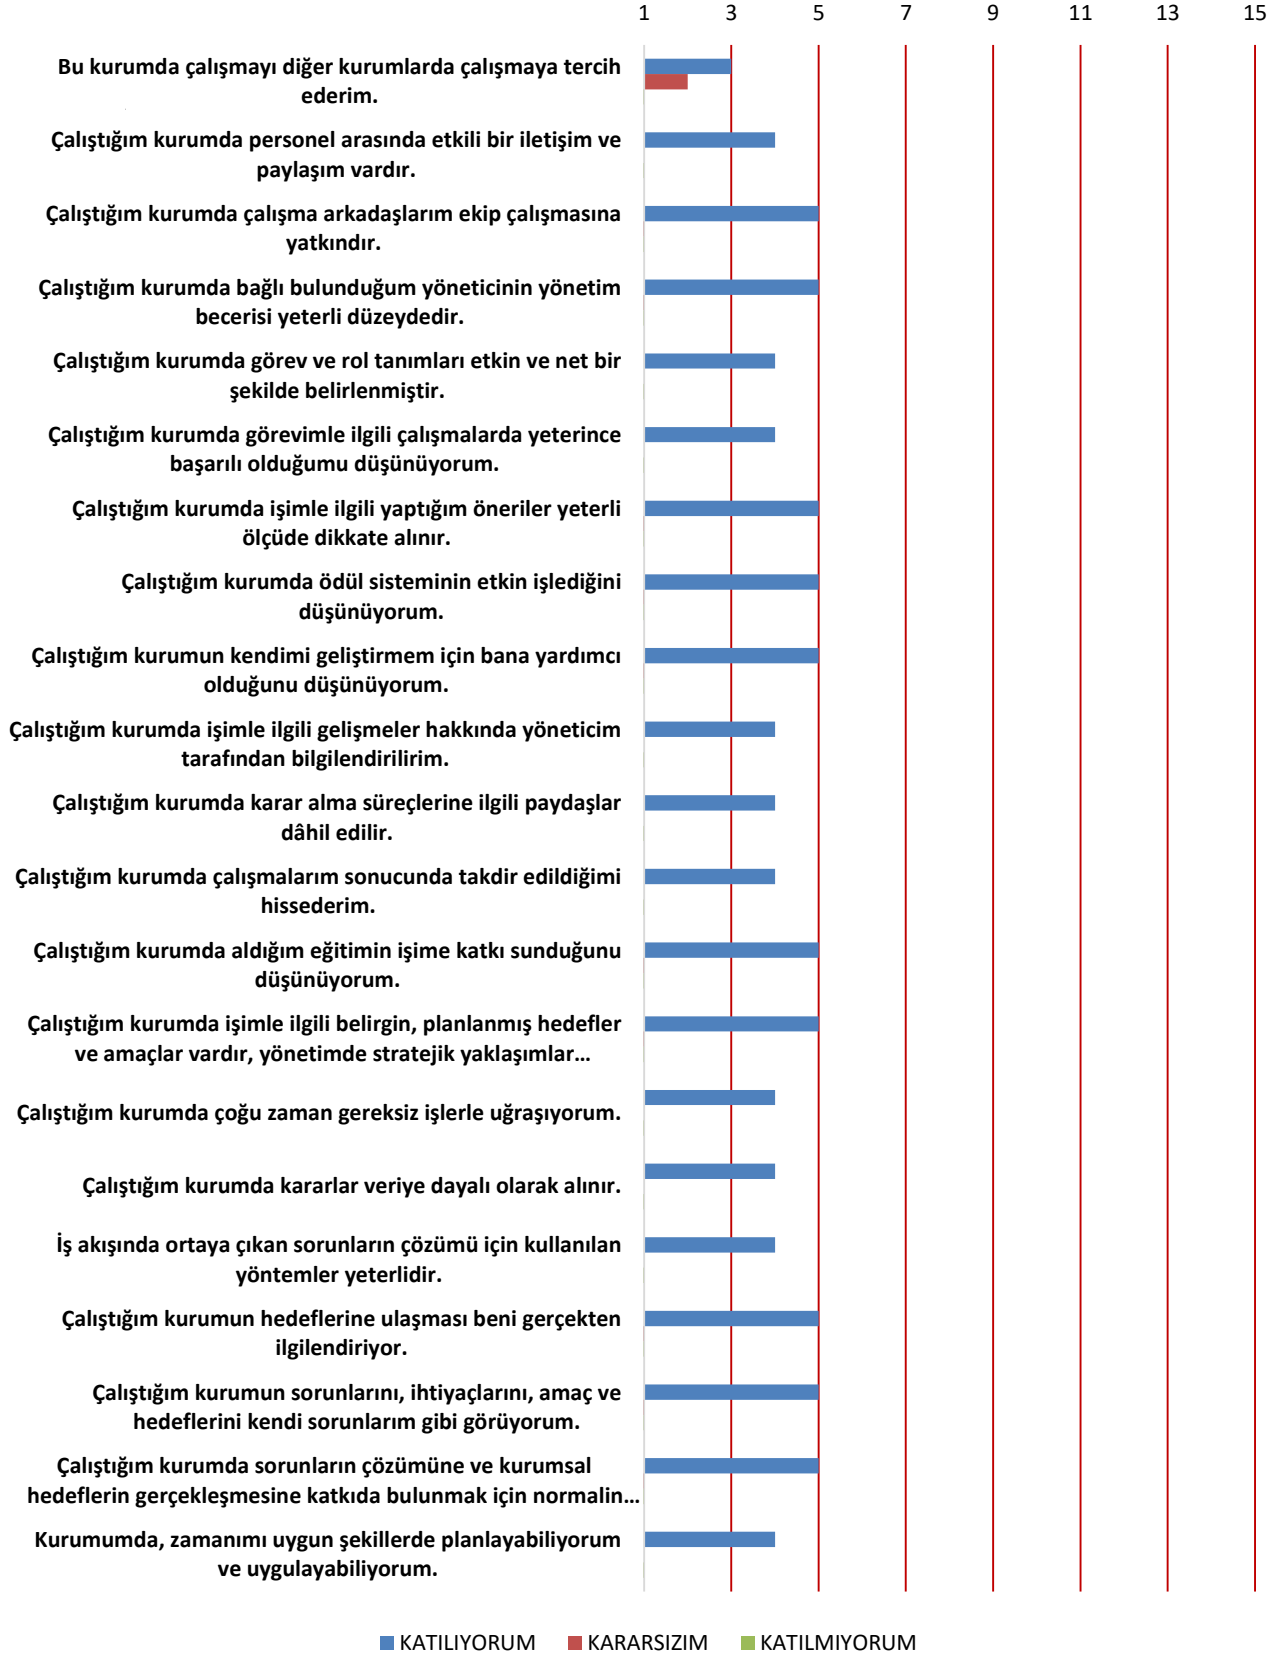 1 3 5 7 9 11 13 15
Bu kurumda çalışmayı diğer kurumlarda çalışmaya tercih
ederim.
Çalıştığım kurumda personel arasında etkili bir iletişim ve
paylaşım vardır.
Çalıştığım kurumda çalışma arkadaşlarım ekip çalışmasına
yatkındır.
Çalıştığım kurumda bağlı bulunduğum yöneticinin yönetim
becerisi yeterli düzeydedir.
Çalıştığım kurumda görev ve rol tanımları etkin ve net bir
şekilde belirlenmiştir.
Çalıştığım kurumda görevimle ilgili çalışmalarda yeterince
başarılı olduğumu düşünüyorum.
Çalıştığım kurumda işimle ilgili yaptığım öneriler yeterli
ölçüde dikkate alınır.
Çalıştığım kurumda ödül sisteminin etkin işlediğini
düşünüyorum.
Çalıştığım kurumun kendimi geliştirmem için bana yardımcı
olduğunu düşünüyorum.
Çalıştığım kurumda işimle ilgili gelişmeler hakkında yöneticim
tarafından bilgilendirilirim.
Çalıştığım kurumda karar alma süreçlerine ilgili paydaşlar
dâhil edilir.
Çalıştığım kurumda çalışmalarım sonucunda takdir edildiğimi
hissederim.
Çalıştığım kurumda aldığım eğitimin işime katkı sunduğunu
düşünüyorum.
Çalıştığım kurumda işimle ilgili belirgin, planlanmış hedefler
ve amaçlar vardır, yönetimde stratejik yaklaşımlar…
Çalıştığım kurumda çoğu zaman gereksiz işlerle uğraşıyorum.
Çalıştığım kurumda kararlar veriye dayalı olarak alınır.
İş akışında ortaya çıkan sorunların çözümü için kullanılan
yöntemler yeterlidir.
Çalıştığım kurumun hedeflerine ulaşması beni gerçekten
ilgilendiriyor.
Çalıştığım kurumun sorunlarını, ihtiyaçlarını, amaç ve
hedeflerini kendi sorunlarım gibi görüyorum.
Çalıştığım kurumda sorunların çözümüne ve kurumsal
hedeflerin gerçekleşmesine katkıda bulunmak için normalin…
Kurumumda, zamanımı uygun şekillerde planlayabiliyorum
ve uygulayabiliyorum.
KATILIYORUM KARARSIZIM KATILMIYORUM